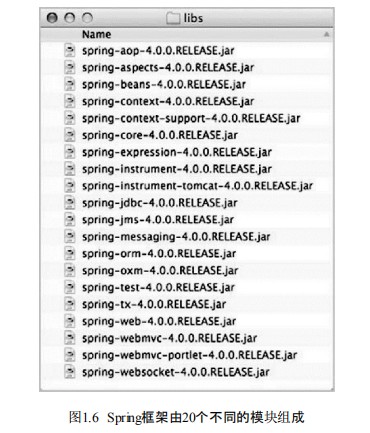 libs
Name
spring-aop-4.0.0.RELEASE.jar
spring-aspects-4.0.0.RELEASE.jar
spring-beans-4.0.0.RELEASE.jar
spring-context-4.0.0.RELEASE.jar
spring-context-support-4.0.0.RELEASE.jar
spring-core-4.0.0.RELEASE.jar
spring-expression-4.0.0.RELEASE.jar
spring-instrument-4.0.0.RELEASE.jar
spring-instrument-tomcat-4.0.0.RELEASE.jar
spring-jdbc-4.0.0.RELEASE.jar
spring-jms-4.0.0.RELEASE.jar
spring-messaging-4.0.0.RELEASE.jar
spring-orm-4.0.0.RELEASE.jar
spring-oxm-4.0.0.RELEASE.jar
spring-test-4.0.0.RELEASE.jar
spring-tx-4.0.0.RELEASE.jar
spring-web-4.0.0.RELEASE.jar
spring-webmvc-4.0.0.RELEASE.jar
spring-webmvc-portlet-4.0.0.RELEASE.jar
spring-websocket-4.0.0.RELEASE.jar
图1.6 Spring框架由20个不同的模块组成